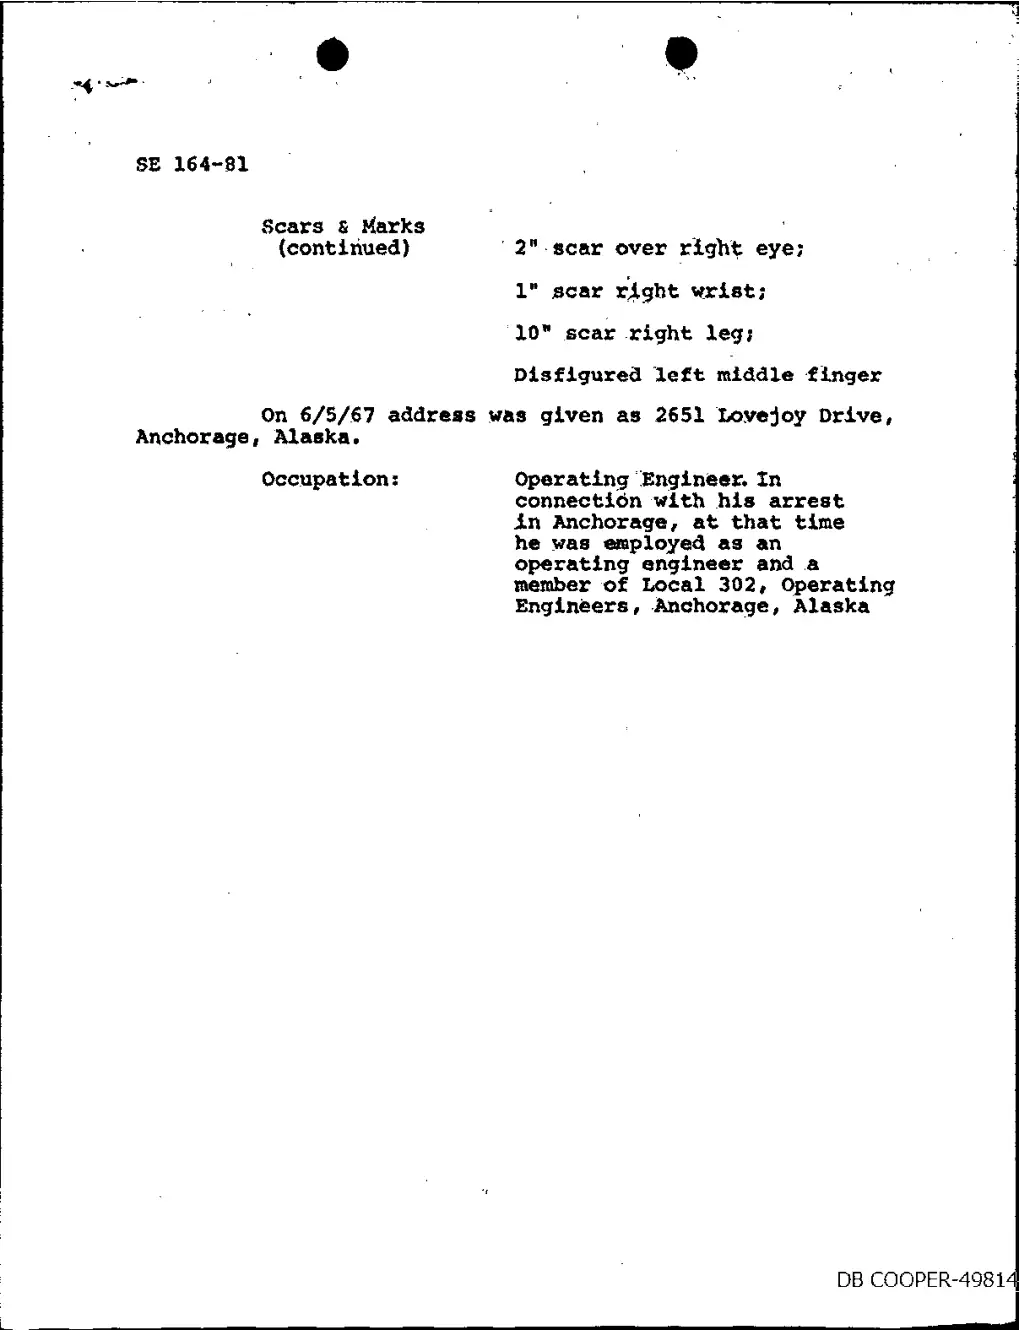 SE 164-81
Scars & Marks
(continued)
2" scar over right eye;
1" scar right wrist;
10" scar right leg;
Disfigured left middle finger
On 6/5/67 address was given as 2651 Lovejoy Drive,
Anchorage, Alaska.
Occupation:
Operating Engineer. In
connection with his arrest
in Anchorage, at that time
he was employed as an
operating engineer and a
member of Local 302, Operating
Engineers, Anchorage, Alaska
DB COOPER-49814